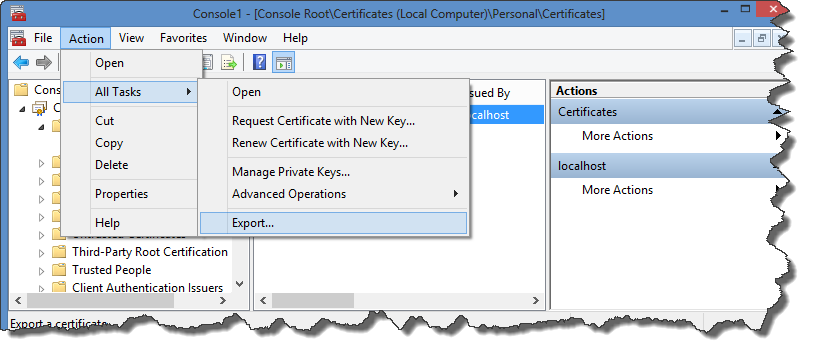 Console1 - [Console Root\Certificates (Local Computer)\Personal\Certificates]
File Action View Favorites Window Help
Open
All Tasks
Cut
Copy
Delete
Properties
Help
Open
Request Certificate with New Key...
Renew Certificate with New Key...
Manage Private Keys...
Advanced Operations
Export...
Cons
C
Third-Party Root Certification
Trusted People
Client Authentication Issuers
sued By
calhost
Actions
Certificates
More Actions
localhost
More Actions
Export a certificate